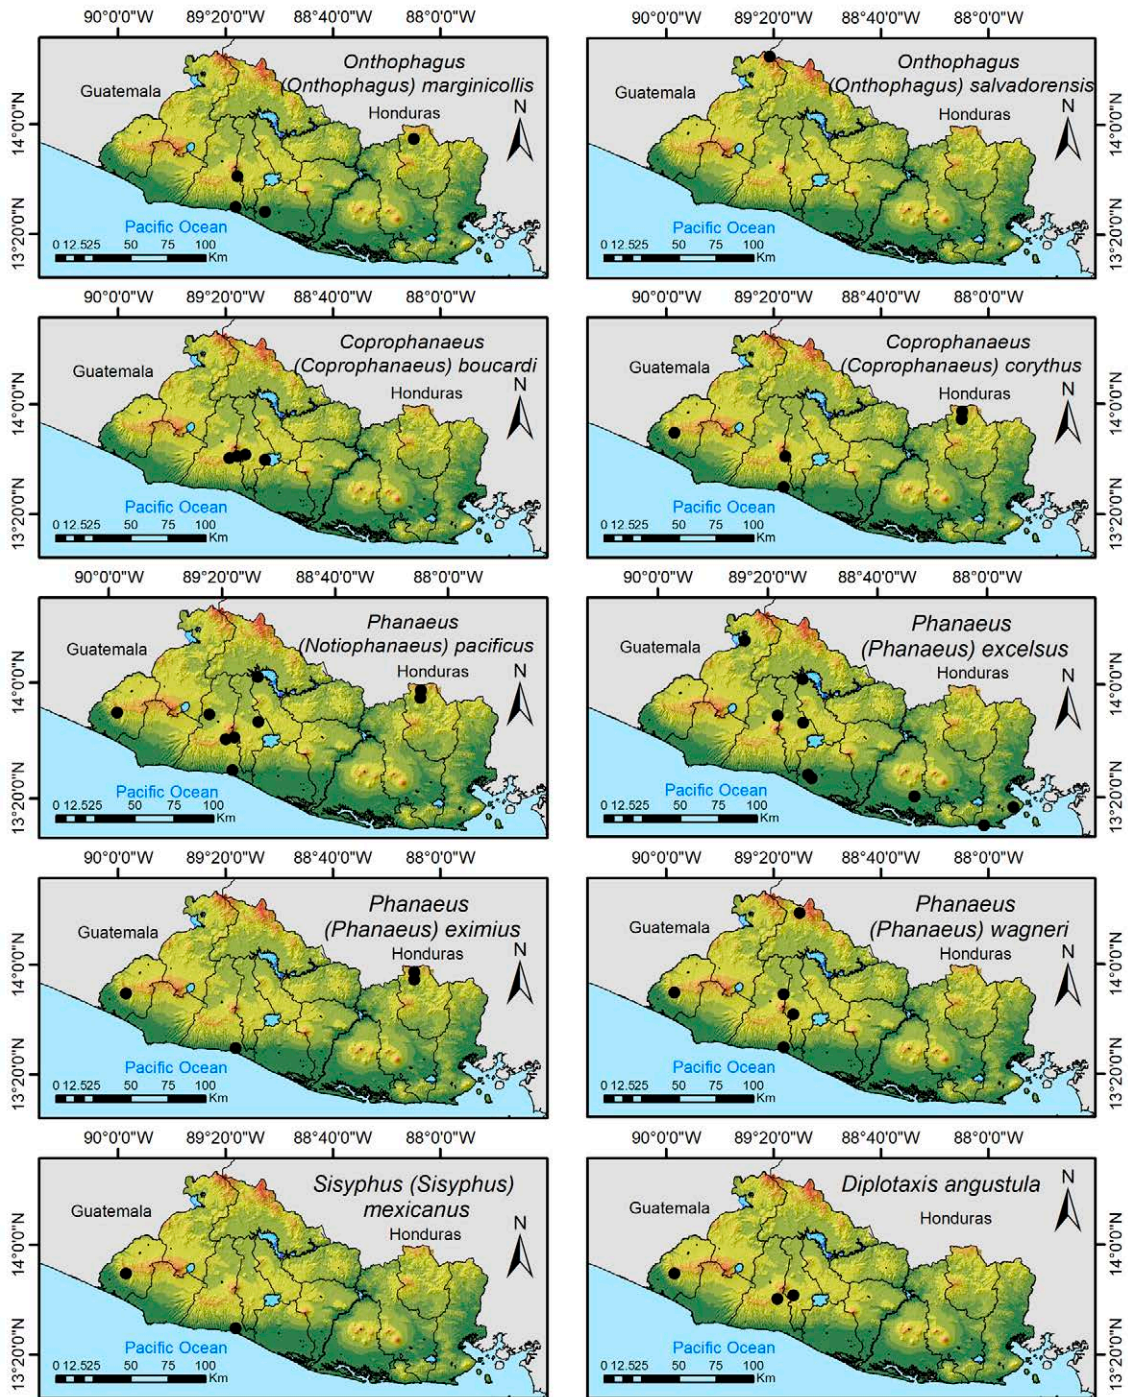 90°0'0"W 89°20'0"W 88°40'0"W 88°0'0"W
Onthophagus
(Onthophagus) marginicollis
Guatemala
Honduras
N
14°0'0"N
13°20'0"N
Pacific Ocean
0 12.525 50 75 100
Km
90°0'0"W 89°20'0"W 88°40'0"W 88°0'0"W
Onthophagus
(Onthophagus) salvadorensis
Guatemala
Honduras
N
14°0'0"N
13°20'0"N
Pacific Ocean
0 12.525 50 75 100
Km
90°0'0"W 89°20'0"W 88°40'0"W 88°0'0"W
Coprophanaeus
(Coprophanaeus) boucardi
Guatemala
Honduras
N
14°0'0"N
13°20'0"N
Pacific Ocean
0 12.525 50 75 100
Km
90°0'0"W 89°20'0"W 88°40'0"W 88°0'0"W
Coprophanaeus
(Coprophanaeus) corythus
Guatemala
Honduras
N
14°0'0"N
13°20'0"N
Pacific Ocean
0 12.525 50 75 100
Km
90°0'0"W 89°20'0"W 88°40'0"W 88°0'0"W
Phanaeus
(Notiophanaeus) pacificus
Guatemala
Honduras
N
14°0'0"N
13°20'0"N
Pacific Ocean
0 12.525 50 75 100
Km
90°0'0"W 89°20'0"W 88°40'0"W 88°0'0"W
Phanaeus
(Phanaeus) excelsus
Guatemala
Honduras
N
14°0'0"N
13°20'0"N
Pacific Ocean
0 12.525 50 75 100
Km
90°0'0"W 89°20'0"W 88°40'0"W 88°0'0"W
Phanaeus
(Phanaeus) eximius
Guatemala
Honduras
N
14°0'0"N
13°20'0"N
Pacific Ocean
0 12.525 50 75 100
Km
90°0'0"W 89°20'0"W 88°40'0"W 88°0'0"W
Phanaeus
(Phanaeus) wagneri
Guatemala
Honduras
N
14°0'0"N
13°20'0"N
Pacific Ocean
0 12.525 50 75 100
Km
90°0'0"W 89°20'0"W 88°40'0"W 88°0'0"W
Sisyphus (Sisyphus)
mexicanus
Guatemala
Honduras
N
14°0'0"N
13°20'0"N
Pacific Ocean
0 12.525 50 75 100
Km
90°0'0"W 89°20'0"W 88°40'0"W 88°0'0"W
Diplotaxis angustula
Guatemala
Honduras
N
14°0'0"N
13°20'0"N
Pacific Ocean
0 12.525 50 75 100
Km